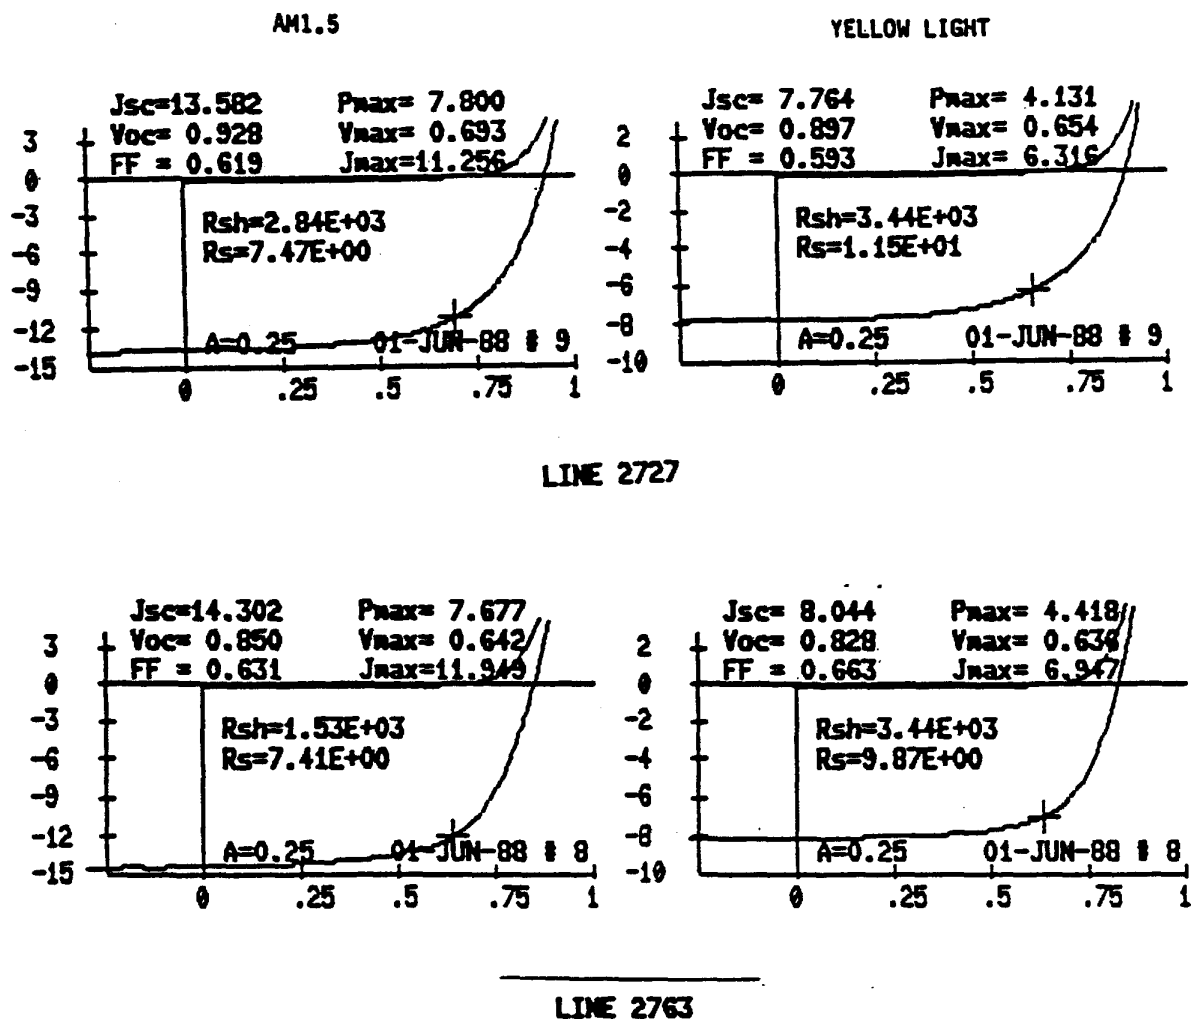 AM1.5
YELLOW LIGHT
Jsc=13.582 Pmax= 7.800
Voc= 0.928 Vmax= 0.693
FF = 0.619 Jmax=11.256
3
0
-3
-6
-9
-12
-15
Rsh=2.84E+03
Rs=7.47E+00
A=0.25 01-JUN-88 # 9
0 .25 .5 .75 1
Jsc= 7.764 Pmax= 4.131
Voc= 0.897 Vmax= 0.654
FF = 0.593 Jmax= 6.316
2
0
-2
-4
-6
-8
-10
Rsh=3.44E+03
Rs=1.15E+01
A=0.25 01-JUN-88 # 9
0 .25 .5 .75 1
LINE 2727
Jsc=14.302 Pmax= 7.677
Voc= 0.850 Vmax= 0.642
FF = 0.631 Jmax=11.949
3
0
-3
-6
-9
-12
-15
Rsh=1.53E+03
Rs=7.41E+00
A=0.25 01-JUN-88 # 8
0 .25 .5 .75 1
Jsc= 8.044 Pmax= 4.418
Voc= 0.828 Vmax= 0.636
FF = 0.663 Jmax= 6.947
2
0
-2
-4
-6
-8
-10
Rsh=3.44E+03
Rs=9.87E+00
A=0.25 01-JUN-88 # 8
0 .25 .5 .75 1
LINE 2763